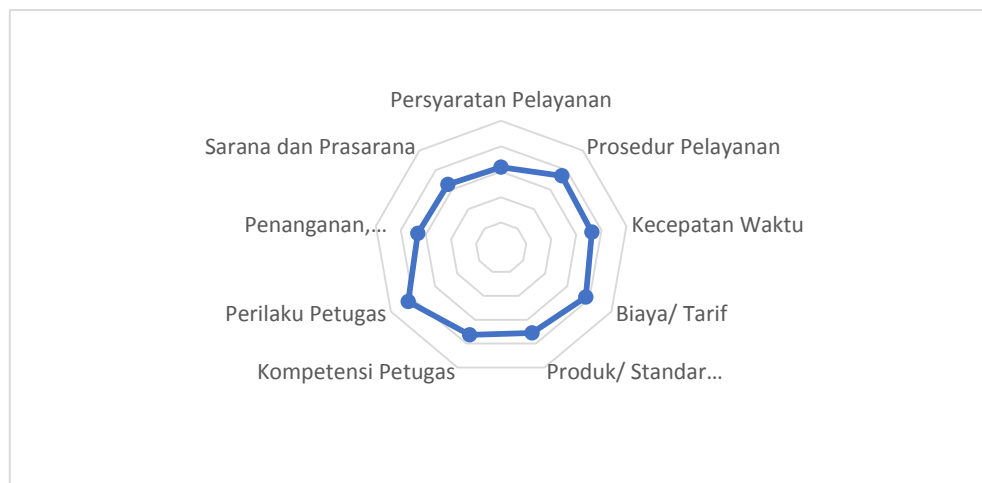 Persyaratan Pelayanan
Prosedur Pelayanan
Kecepatan Waktu
Biaya/ Tarif
Produk/ Standar...
Kompetensi Petugas
Perilaku Petugas
Penanganan,...
Sarana dan Prasarana